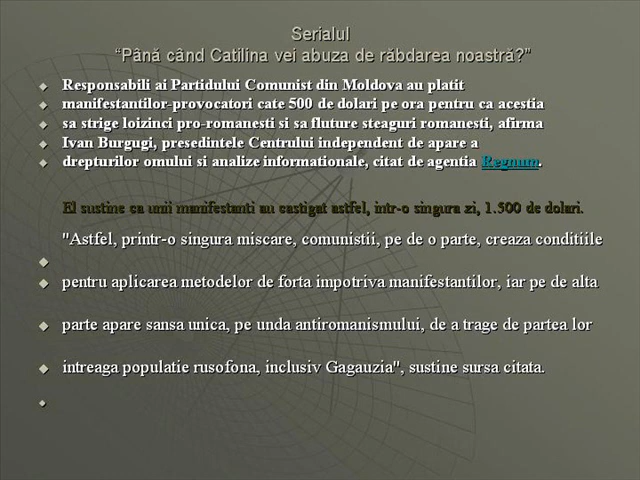 Serialul
“Până când Catilina vei abuza de răbdarea noastră?”
Responsabili ai Partidului Comunist din Moldova au platit
manifestantilor-provocatori cate 500 de dolari pe ora pentru ca acestia
sa strige loizinci pro-romanesti si sa fluture steaguri romanesti, afirma
Ivan Burgugi, presedintele Centrului independent de apare a
drepturilor omului si analize informationale, citat de agentia Regnum.
El sustine ca unii manifestanti au castigat astfel, intr-o singura zi, 1.500 de dolari.
"Astfel, printr-o singura miscare, comunistii, pe de o parte, creaza conditiile
pentru aplicarea metodelor de forta impotriva manifestantilor, iar pe de alta
parte apare sansa unica, pe unda antiromanismului, de a trage de partea lor
intreaga populatie rusofona, inclusiv Gagauzia", sustine sursa citata.